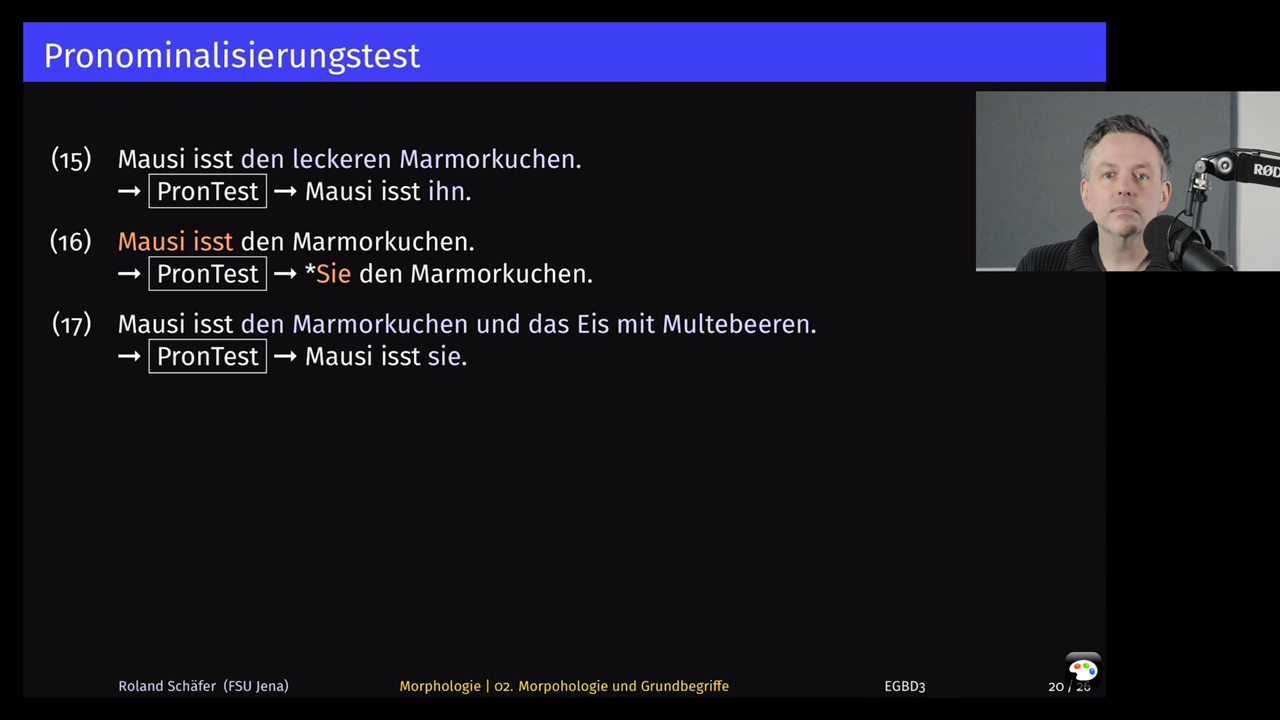 Pronominalisierungstest
(15) Mausi isst den leckeren Marmorkuchen.
→ PronTest → Mausi isst ihn.
(16) Mausi isst den Marmorkuchen.
→ PronTest → *Sie den Marmorkuchen.
(17) Mausi isst den Marmorkuchen und das Eis mit Multebeeren.
→ PronTest → Mausi isst sie.
RØD
Roland Schäfer (FSU Jena) Morphologie | 02. Morpohologie und Grundbegriffe EGBD3 20 / 26